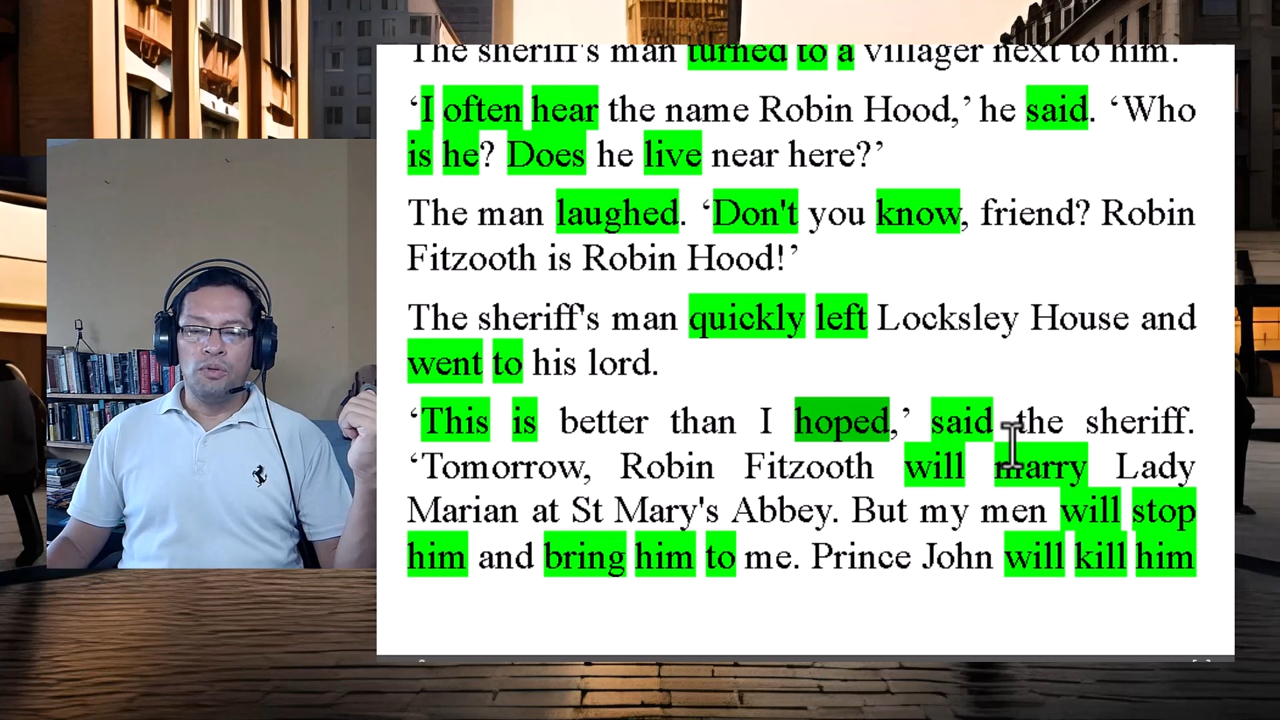 The sheriff's man turned to a villager next to him.
‘I often hear the name Robin Hood,’ he said. ‘Who
is he? Does he live near here?’
The man laughed. ‘Don't you know, friend? Robin
Fitzooth is Robin Hood!’
The sheriff's man quickly left Locksley House and
went to his lord.
‘This is better than I hoped,’ said the sheriff.
‘Tomorrow, Robin Fitzooth will marry Lady
Marian at St Mary's Abbey. But my men will stop
him and bring him to me. Prince John will kill him